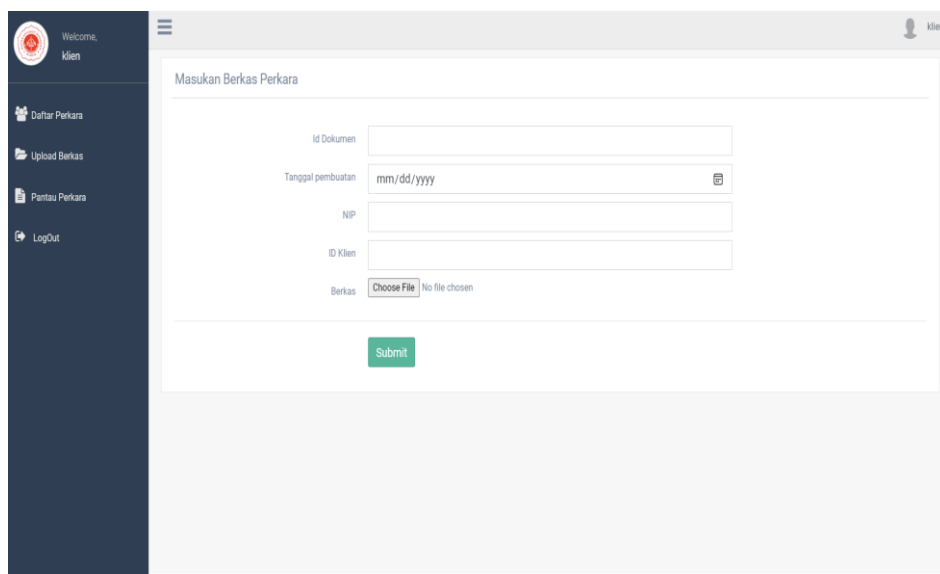 Welcome,
klien
Daftar Perkara
Upload Berkas
Pantau Perkara
LogOut
klie
Masukan Berkas Perkara
Id Dokumen
Tanggal pembuatan mm/dd/yyyy
NIP
ID Klien
Berkas Choose File No file chosen
Submit